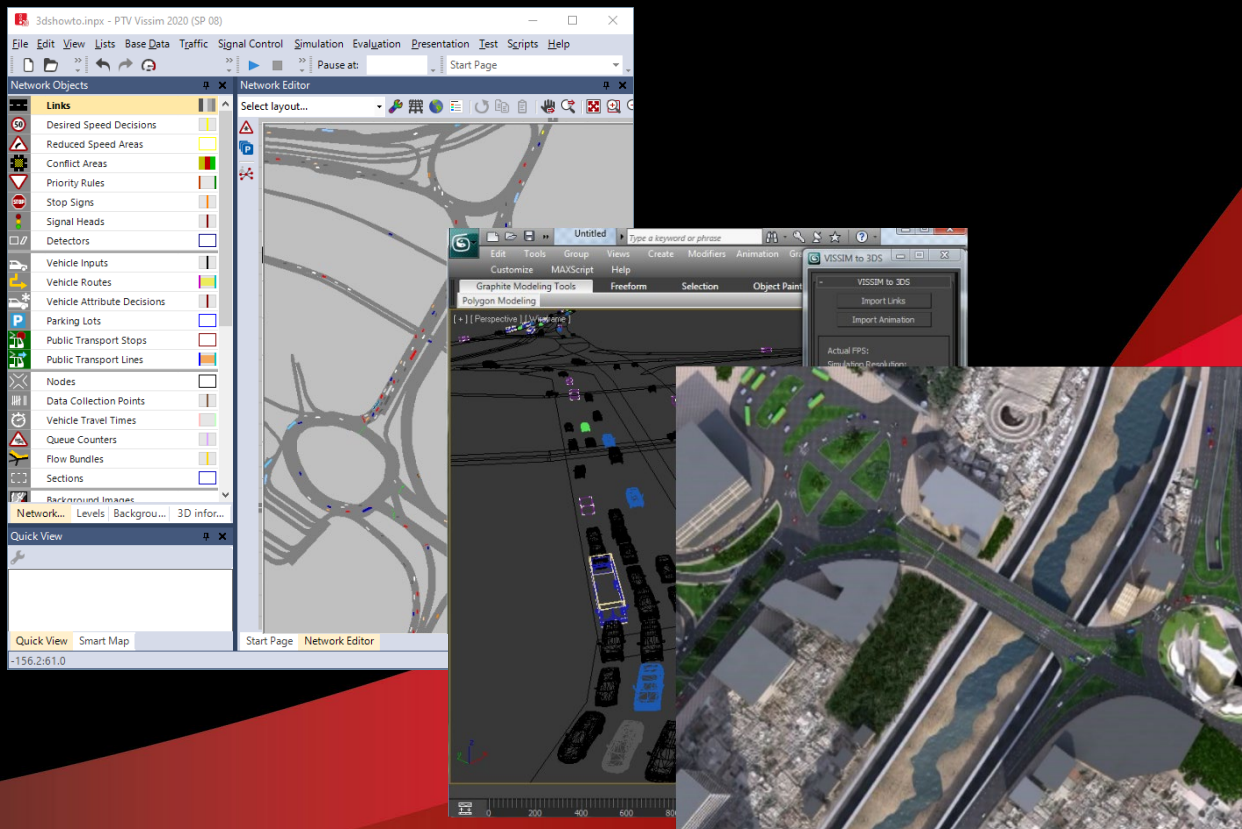 3dshowto.inpx - PTV Vissim 2020 (SP 08)
File Edit View Lists Base Data Traffic Signal Control Simulation Evaluation Presentation Test Scripts Help
Pause at: Start Page
Network Objects
Links
50 Desired Speed Decisions
Reduced Speed Areas
Conflict Areas
Priority Rules
STOP Stop Signs
Signal Heads
Detectors
Vehicle Inputs
Vehicle Routes
Vehicle Attribute Decisions
P Parking Lots
Public Transport Stops
Public Transport Lines
Nodes
Data Collection Points
Vehicle Travel Times
Queue Counters
Flow Bundles
Sections
Background Images
Network... Levels Backgrou... 3D infor...
Quick View
Quick View Smart Map
-156.2:61.0
Network Editor
Select layout...
P
Start Page Network Editor
Untitled
Type a keyword or phrase
Edit Tools Group Views Create Modifiers Animation
Customize MAXScript Help
Graphite Modeling Tools Freeform Selection Object Paint
Polygon Modeling
[ + ] [ Perspective ] [ Wireframe ]
0 200 400 600
VISSIM to 3DS
VISSIM to 3DS
Import Links
Import Animation
Actual FPS:
Simulation Resolution: